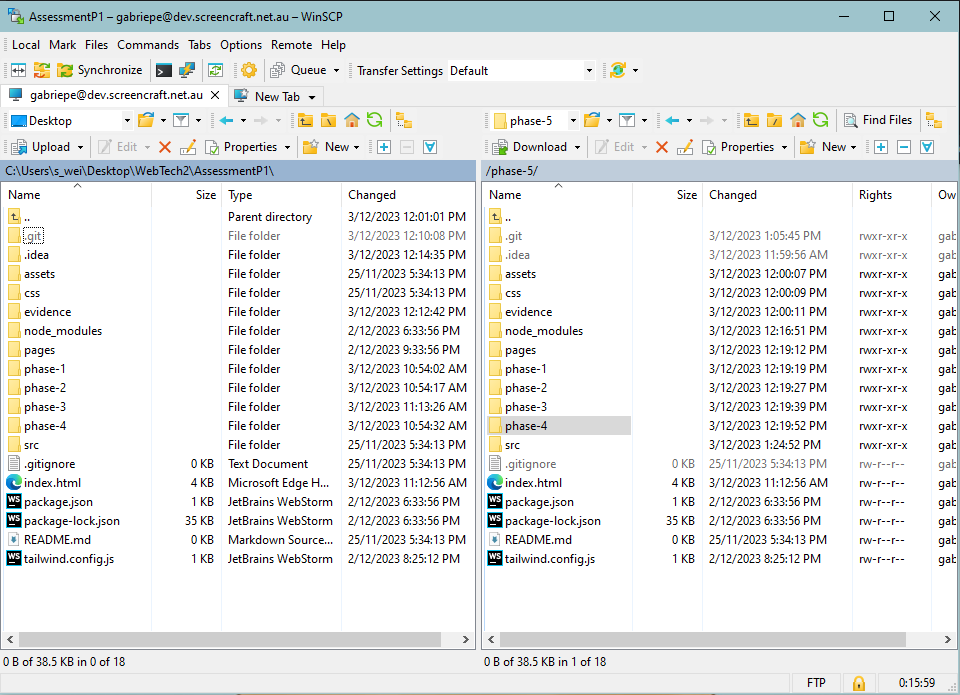 AssessmentP1 – gabriepe@dev.screencraft.net.au – WinSCP
Local Mark Files Commands Tabs Options Remote Help
Synchronize Queue Transfer Settings Default
gabriepe@dev.screencraft.net.au New Tab
Desktop
Upload Edit Properties New
C:\Users\s_wei\Desktop\WebTech2\AssessmentP1\
Name Size Type Changed
.. Parent directory 3/12/2023 12:01:01 PM
.git File folder 3/12/2023 12:10:08 PM
.idea File folder 3/12/2023 12:14:35 PM
assets File folder 25/11/2023 5:34:13 PM
css File folder 25/11/2023 5:34:13 PM
evidence File folder 3/12/2023 12:12:42 PM
node_modules File folder 2/12/2023 6:33:56 PM
pages File folder 2/12/2023 9:33:56 PM
phase-1 File folder 3/12/2023 10:54:02 AM
phase-2 File folder 3/12/2023 10:54:17 AM
phase-3 File folder 3/12/2023 11:13:26 AM
phase-4 File folder 3/12/2023 10:54:32 AM
src File folder 25/11/2023 5:34:13 PM
.gitignore 0 KB Text Document 25/11/2023 5:34:13 PM
index.html 4 KB Microsoft Edge H... 3/12/2023 11:12:56 AM
package.json 1 KB JetBrains WebStorm 2/12/2023 6:33:56 PM
package-lock.json 35 KB JetBrains WebStorm 2/12/2023 6:33:56 PM
README.md 0 KB Markdown Source... 25/11/2023 5:34:13 PM
tailwind.config.js 1 KB JetBrains WebStorm 2/12/2023 8:25:12 PM
0 B of 38.5 KB in 0 of 18
phase-5 Find Files
Download Edit Properties New
/phase-5/
Name Size Changed Rights Ow
..
.git 3/12/2023 1:05:45 PM rwxr-xr-x gab
.idea 3/12/2023 11:59:56 AM rwxr-xr-x gab
assets 3/12/2023 12:00:07 PM rwxr-xr-x gab
css 3/12/2023 12:00:09 PM rwxr-xr-x gab
evidence 3/12/2023 12:00:11 PM rwxr-xr-x gab
node_modules 3/12/2023 12:16:51 PM rwxr-xr-x gab
pages 3/12/2023 12:19:12 PM rwxr-xr-x gab
phase-1 3/12/2023 12:19:19 PM rwxr-xr-x gab
phase-2 3/12/2023 12:19:27 PM rwxr-xr-x gab
phase-3 3/12/2023 12:19:39 PM rwxr-xr-x gab
phase-4 3/12/2023 12:19:52 PM rwxr-xr-x gab
src 3/12/2023 1:24:52 PM rwxr-xr-x gab
.gitignore 0 KB 25/11/2023 5:34:13 PM rw-r--r-- gab
index.html 4 KB 3/12/2023 11:12:56 AM rw-r--r-- gab
package.json 1 KB 2/12/2023 6:33:56 PM rw-r--r-- gab
package-lock.json 35 KB 2/12/2023 6:33:56 PM rw-r--r-- gab
README.md 0 KB 25/11/2023 5:34:13 PM rw-r--r-- gab
tailwind.config.js 1 KB 2/12/2023 8:25:12 PM rw-r--r-- gab
0 B of 38.5 KB in 1 of 18
FTP 0:15:59